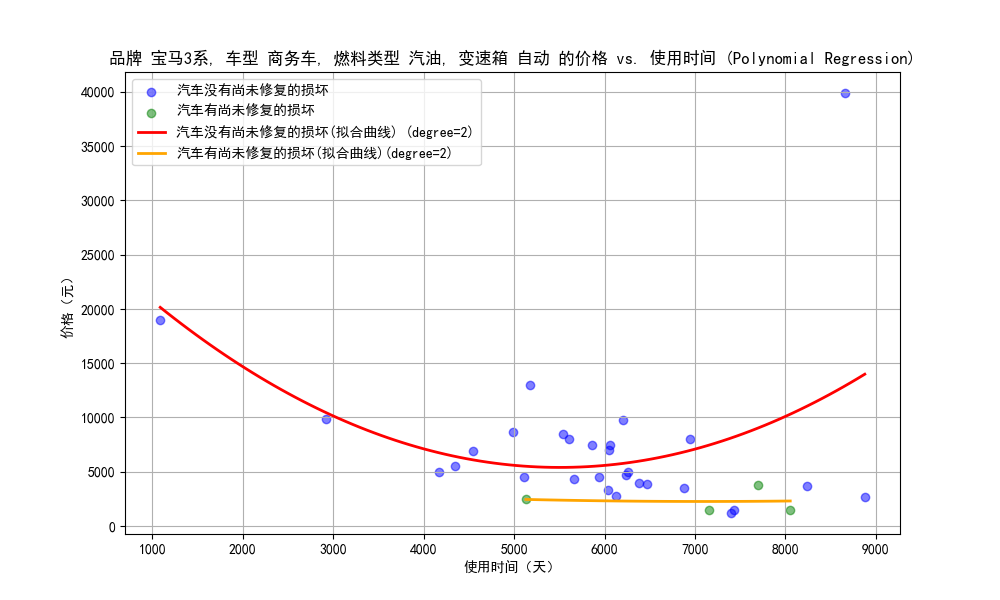 品牌 宝马3系, 车型 商务车, 燃料类型 汽油, 变速箱 自动 的价格 vs. 使用时间 (Polynomial Regression)
汽车没有尚未修复的损坏
汽车有尚未修复的损坏
汽车没有尚未修复的损坏(拟合曲线) (degree=2)
汽车有尚未修复的损坏(拟合曲线)(degree=2)
价格（元）
40000
35000
30000
25000
20000
15000
10000
5000
0
1000 2000 3000 4000 5000 6000 7000 8000 9000
使用时间（天）